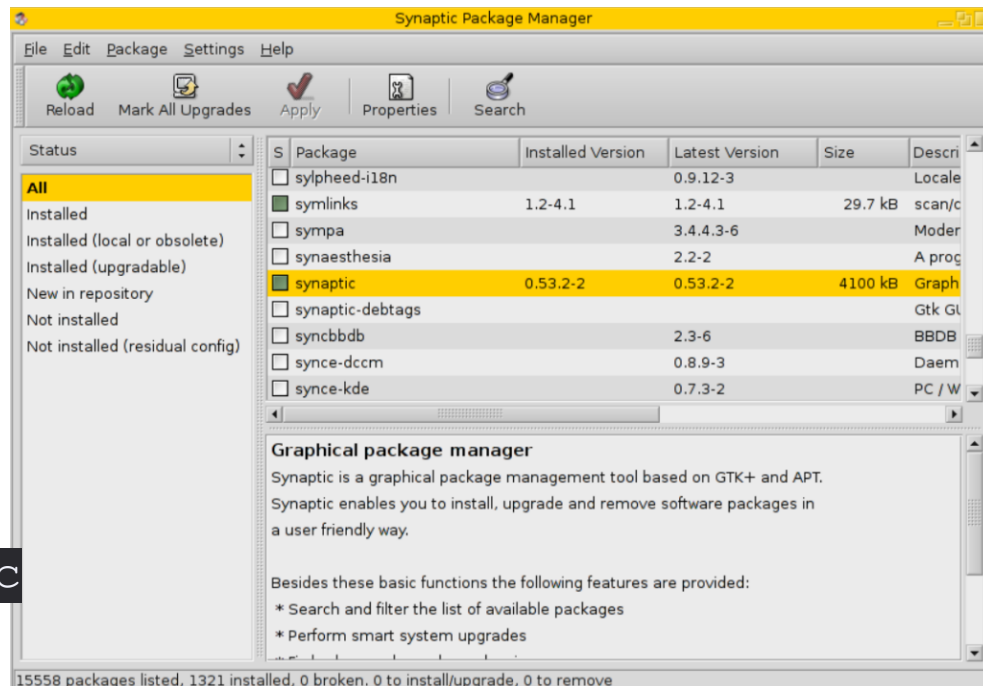 Synaptic Package Manager
File Edit Package Settings Help
Reload Mark All Upgrades Apply Properties Search
Status
All
Installed
Installed (local or obsolete)
Installed (upgradable)
New in repository
Not installed
Not installed (residual config)
S Package Installed Version Latest Version Size Descri
sylpheed-i18n 0.9.12-3 Locale
symlinks 1.2-4.1 1.2-4.1 29.7 kB scan/c
sympa 3.4.4.3-6 Moder
synaesthesia 2.2-2 A prog
synaptic 0.53.2-2 0.53.2-2 4100 kB Graph
synaptic-debtags Gtk GU
syncbbdb 2.3-6 BBDB
synce-dccm 0.8.9-3 Daem
synce-kde 0.7.3-2 PC / W
Graphical package manager
Synaptic is a graphical package management tool based on GTK+ and APT.
Synaptic enables you to install, upgrade and remove software packages in
a user friendly way.
Besides these basic functions the following features are provided:
* Search and filter the list of available packages
* Perform smart system upgrades
C
15558 packages listed, 1321 installed, 0 broken. 0 to install/upgrade, 0 to remove